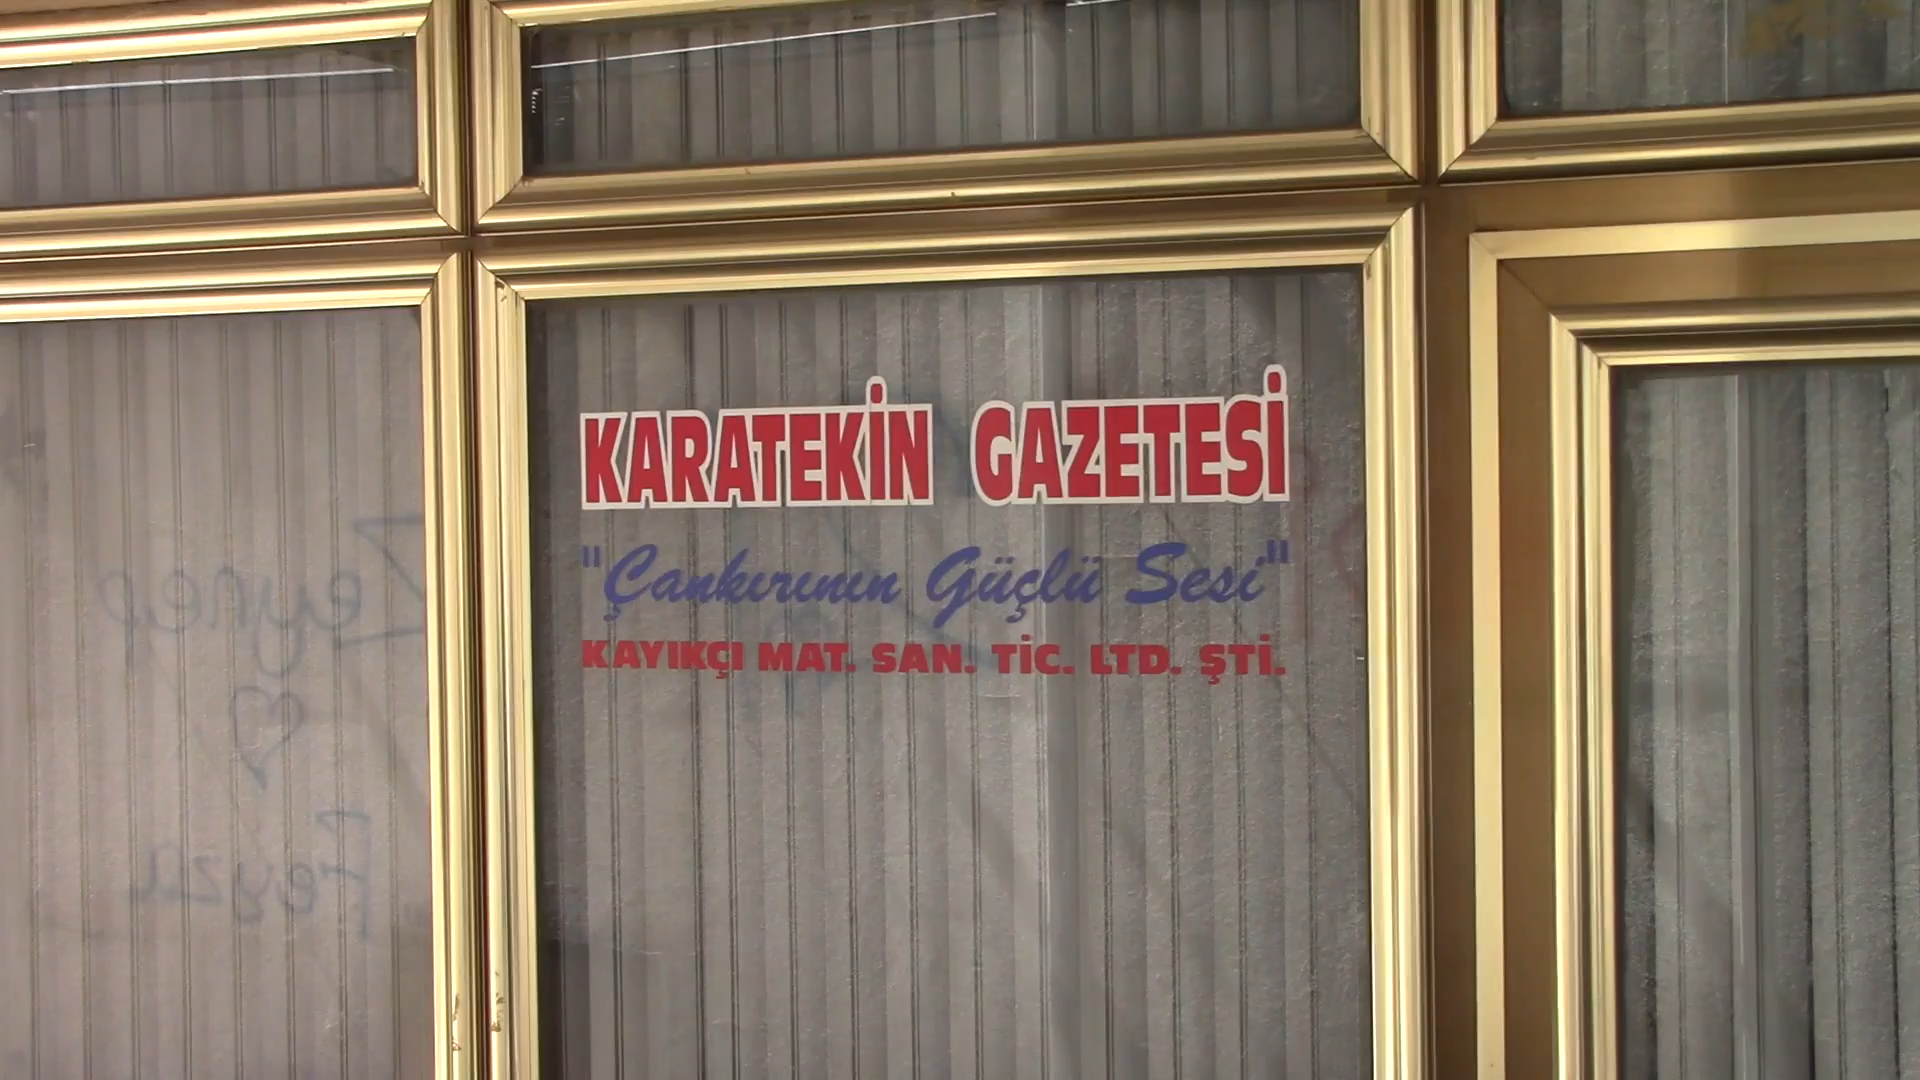 KARATEKİN GAZETESİ
"Çankırının Güçlü Sesi"
KAYIKÇI MAT. SAN. TİC. LTD. ŞTİ.
Zeynep
Feyza